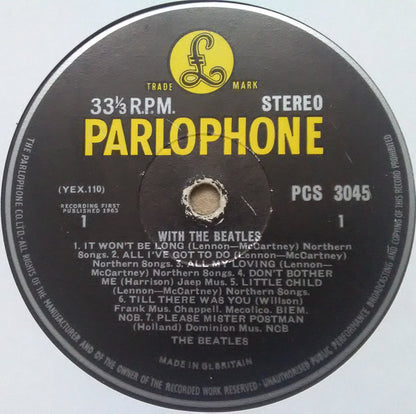 £
TRADE MARK
33⅓ R.P.M. STEREO
PARLOPHONE
(YEX.110) PCS 3045
RECORDING FIRST
PUBLISHED 1963
1 1
WITH THE BEATLES
1. IT WON'T BE LONG (Lennon—McCartney) Northern
Songs. 2. ALL I'VE GOT TO DO (Lennon—McCartney)
Northern Songs. 3. ALL MY LOVING (Lennon—
McCartney) Northern Songs. 4. DON'T BOTHER
ME (Harrison) Jaep Mus. 5. LITTLE CHILD
(Lennon—McCartney) Northern Songs.
6. TILL THERE WAS YOU (Willson)
Frank Mus. Chappell. Mecolico. BIEM.
NCB. 7. PLEASE MISTER POSTMAN
(Holland) Dominion Mus. NCB
THE BEATLES
MADE IN GT. BRITAIN
THE PARLOPHONE CO. LTD.· ALL RIGHTS OF THE MANUFACTURER AND OF THE OWNER OF THE RECORDED WORK RESERVED · UNAUTHORISED PUBLIC PERFORMANCE BROADCASTING AND COPYING OF THIS RECORD PROHIBITED